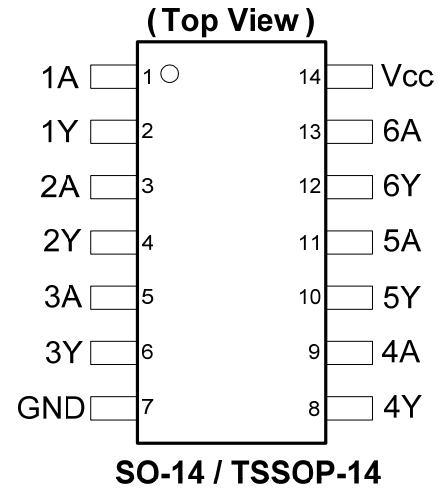 (Top View)
1A 1 14 Vcc
1Y 2 13 6A
2A 3 12 6Y
2Y 4 11 5A
3A 5 10 5Y
3Y 6 9 4A
GND 7 8 4Y
SO-14 / TSSOP-14